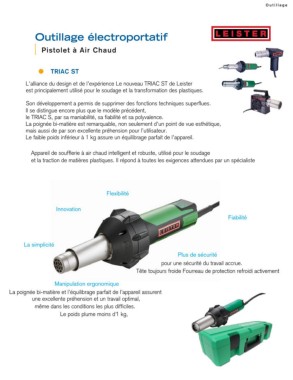 Outillage
Outillage électroportatif
Pistolet à Air Chaud
LEISTER
TRIAC ST
L'alliance du design et de l'expérience Le nouveau TRIAC ST de Leister
est principalement utilisé pour le soudage et la transformation des plastiques.
Son développement a permis de supprimer des fonctions techniques superflues.
Il se distingue encore plus que le modèle précédent,
le TRIAC S, par sa maniabilité, sa fiabilité et sa polyvalence.
La poignée bi-matière est remarquable, non seulement d'un point de vue esthétique,
mais aussi de par son excellente préhension pour l'utilisateur.
Le faible poids inférieur à 1 kg assure un équilibrage parfait de l'appareil.
Appareil de soufflerie à air chaud intelligent et robuste, utilisé pour le soudage
et la traction de matières plastiques. Il répond à toutes les exigences attendues par un spécialiste
Flexibilité
Innovation
Fiabilité
LEISTER
La simplicité
Plus de sécurité
pour une sécurité du travail accrue.
Tête toujours froide Fourneau de protection refroid activement
Manipulation ergonomique
La poignée bi-matière et l'équilibrage parfait de l'appareil assurent
une excellente préhension et un travail optimal,
même dans les conditions les plus difficiles.
Le poids plume moins d'1 kg.